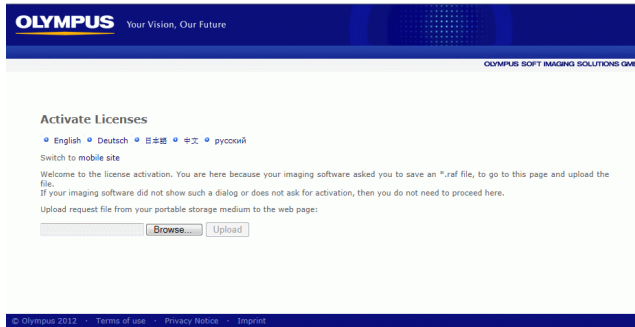 OLYMPUS Your Vision, Our Future
OLYMPUS SOFT IMAGING SOLUTIONS GM
Activate Licenses
English Deutsch 日本語 中文 русский
Switch to mobile site
Welcome to the license activation. You are here because your imaging software asked you to save an *.raf file, to go to this page and upload the
file.
If your imaging software did not show such a dialog or does not ask for activation, then you do not need to proceed here.
Upload request file from your portable storage medium to the web page:
Browse... Upload
© Olympus 2012 · Terms of use · Privacy Notice · Imprint